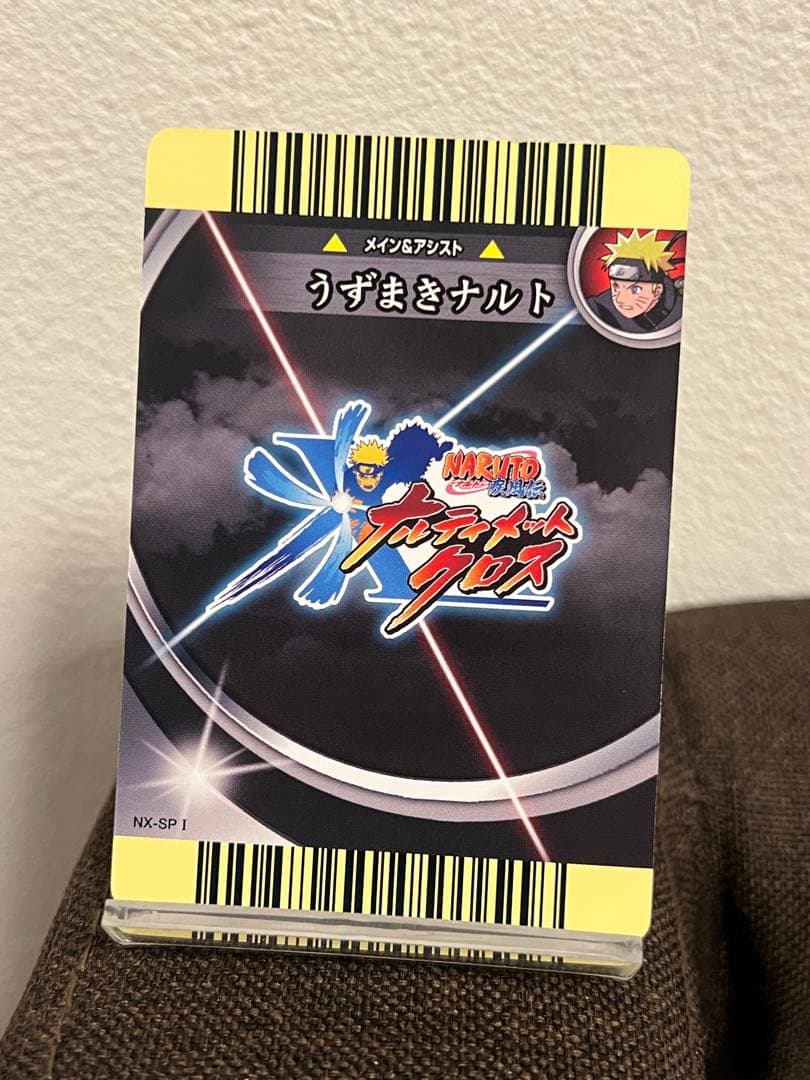 メイン&アシスト
うずまきナルト
NARUTO
ナルト
疾風伝
ナルティメット
クロス
NX-SP I